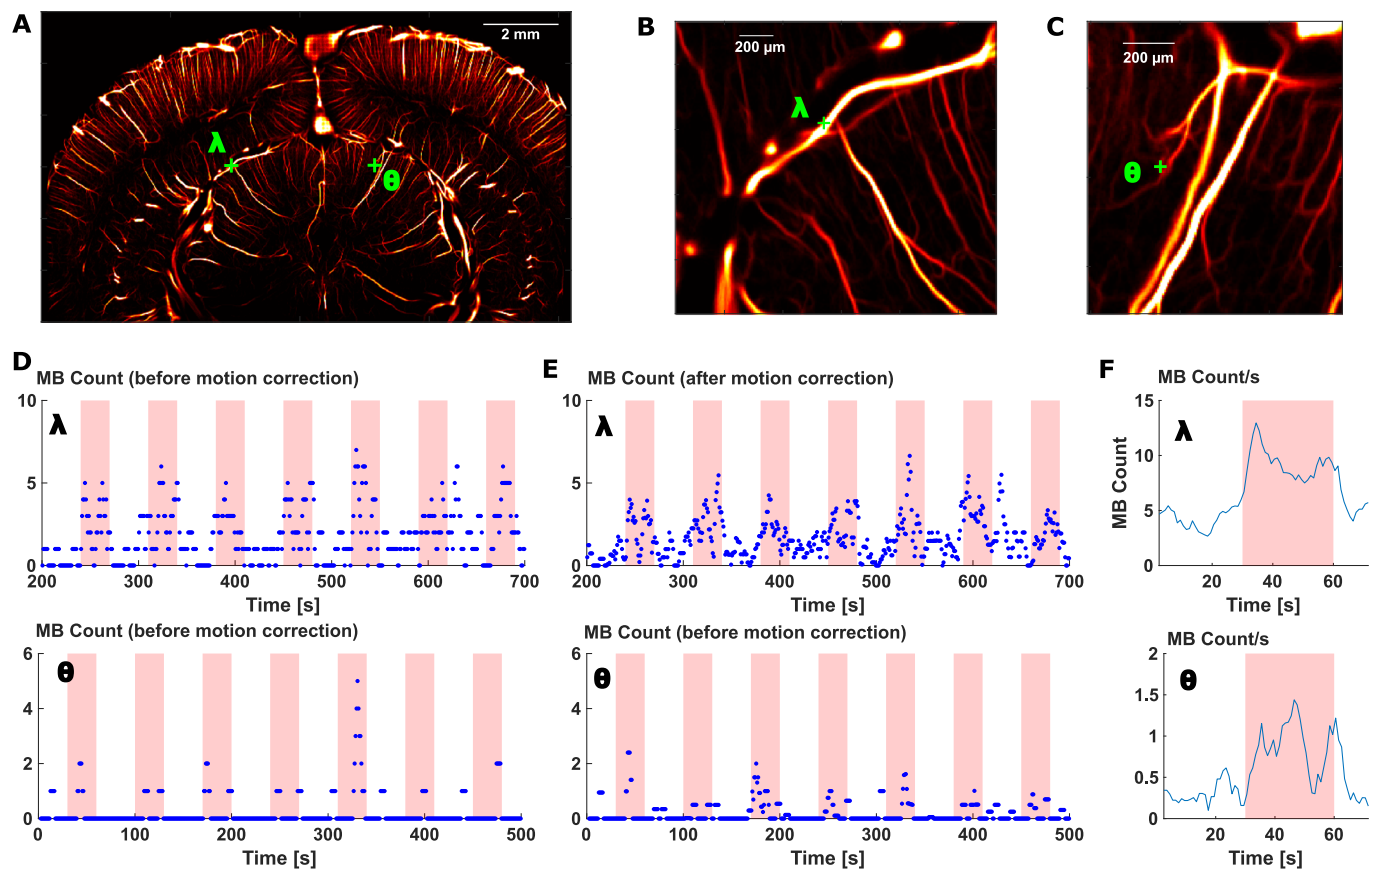 A
2 mm
λ
θ
B
200 µm
λ
C
200 µm
θ
D
MB Count (before motion correction)
10
λ
5
0
200 300 400 500 600 700
Time [s]
E
MB Count (after motion correction)
10
λ
5
0
200 300 400 500 600 700
Time [s]
F
MB Count/s
15
λ
10
MB Count
5
0
20 40 60
Time [s]
MB Count (before motion correction)
6
θ
4
2
0
0 100 200 300 400 500
Time [s]
MB Count (before motion correction)
6
θ
4
2
0
0 100 200 300 400 500
Time [s]
MB Count/s
2
θ
1.5
1
0.5
0
20 40 60
Time [s]